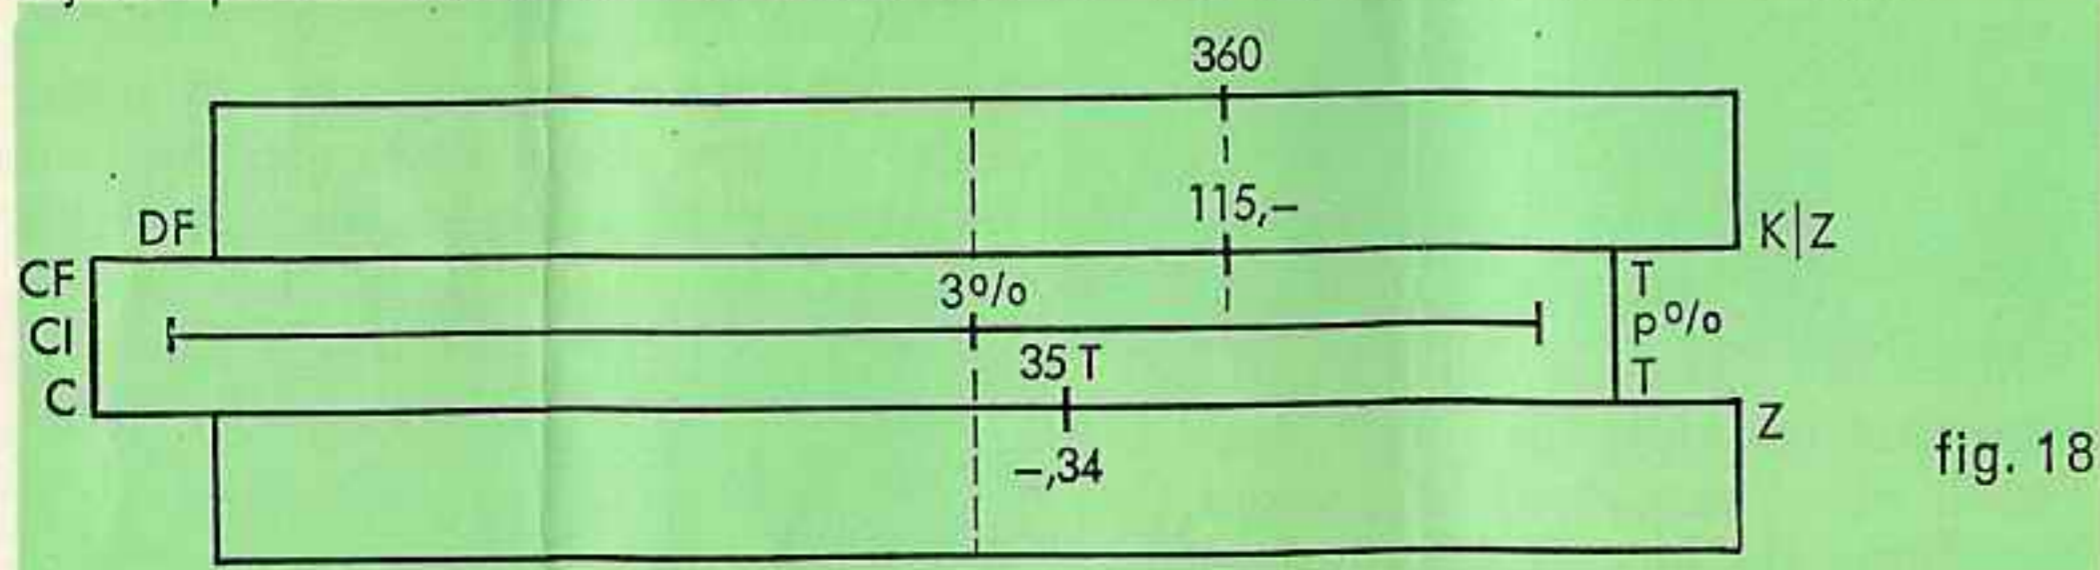 360
115,–
DF
K|Z
CF
T
3%
CI
p%
35 T
C
T
Z
–,34
fig. 18